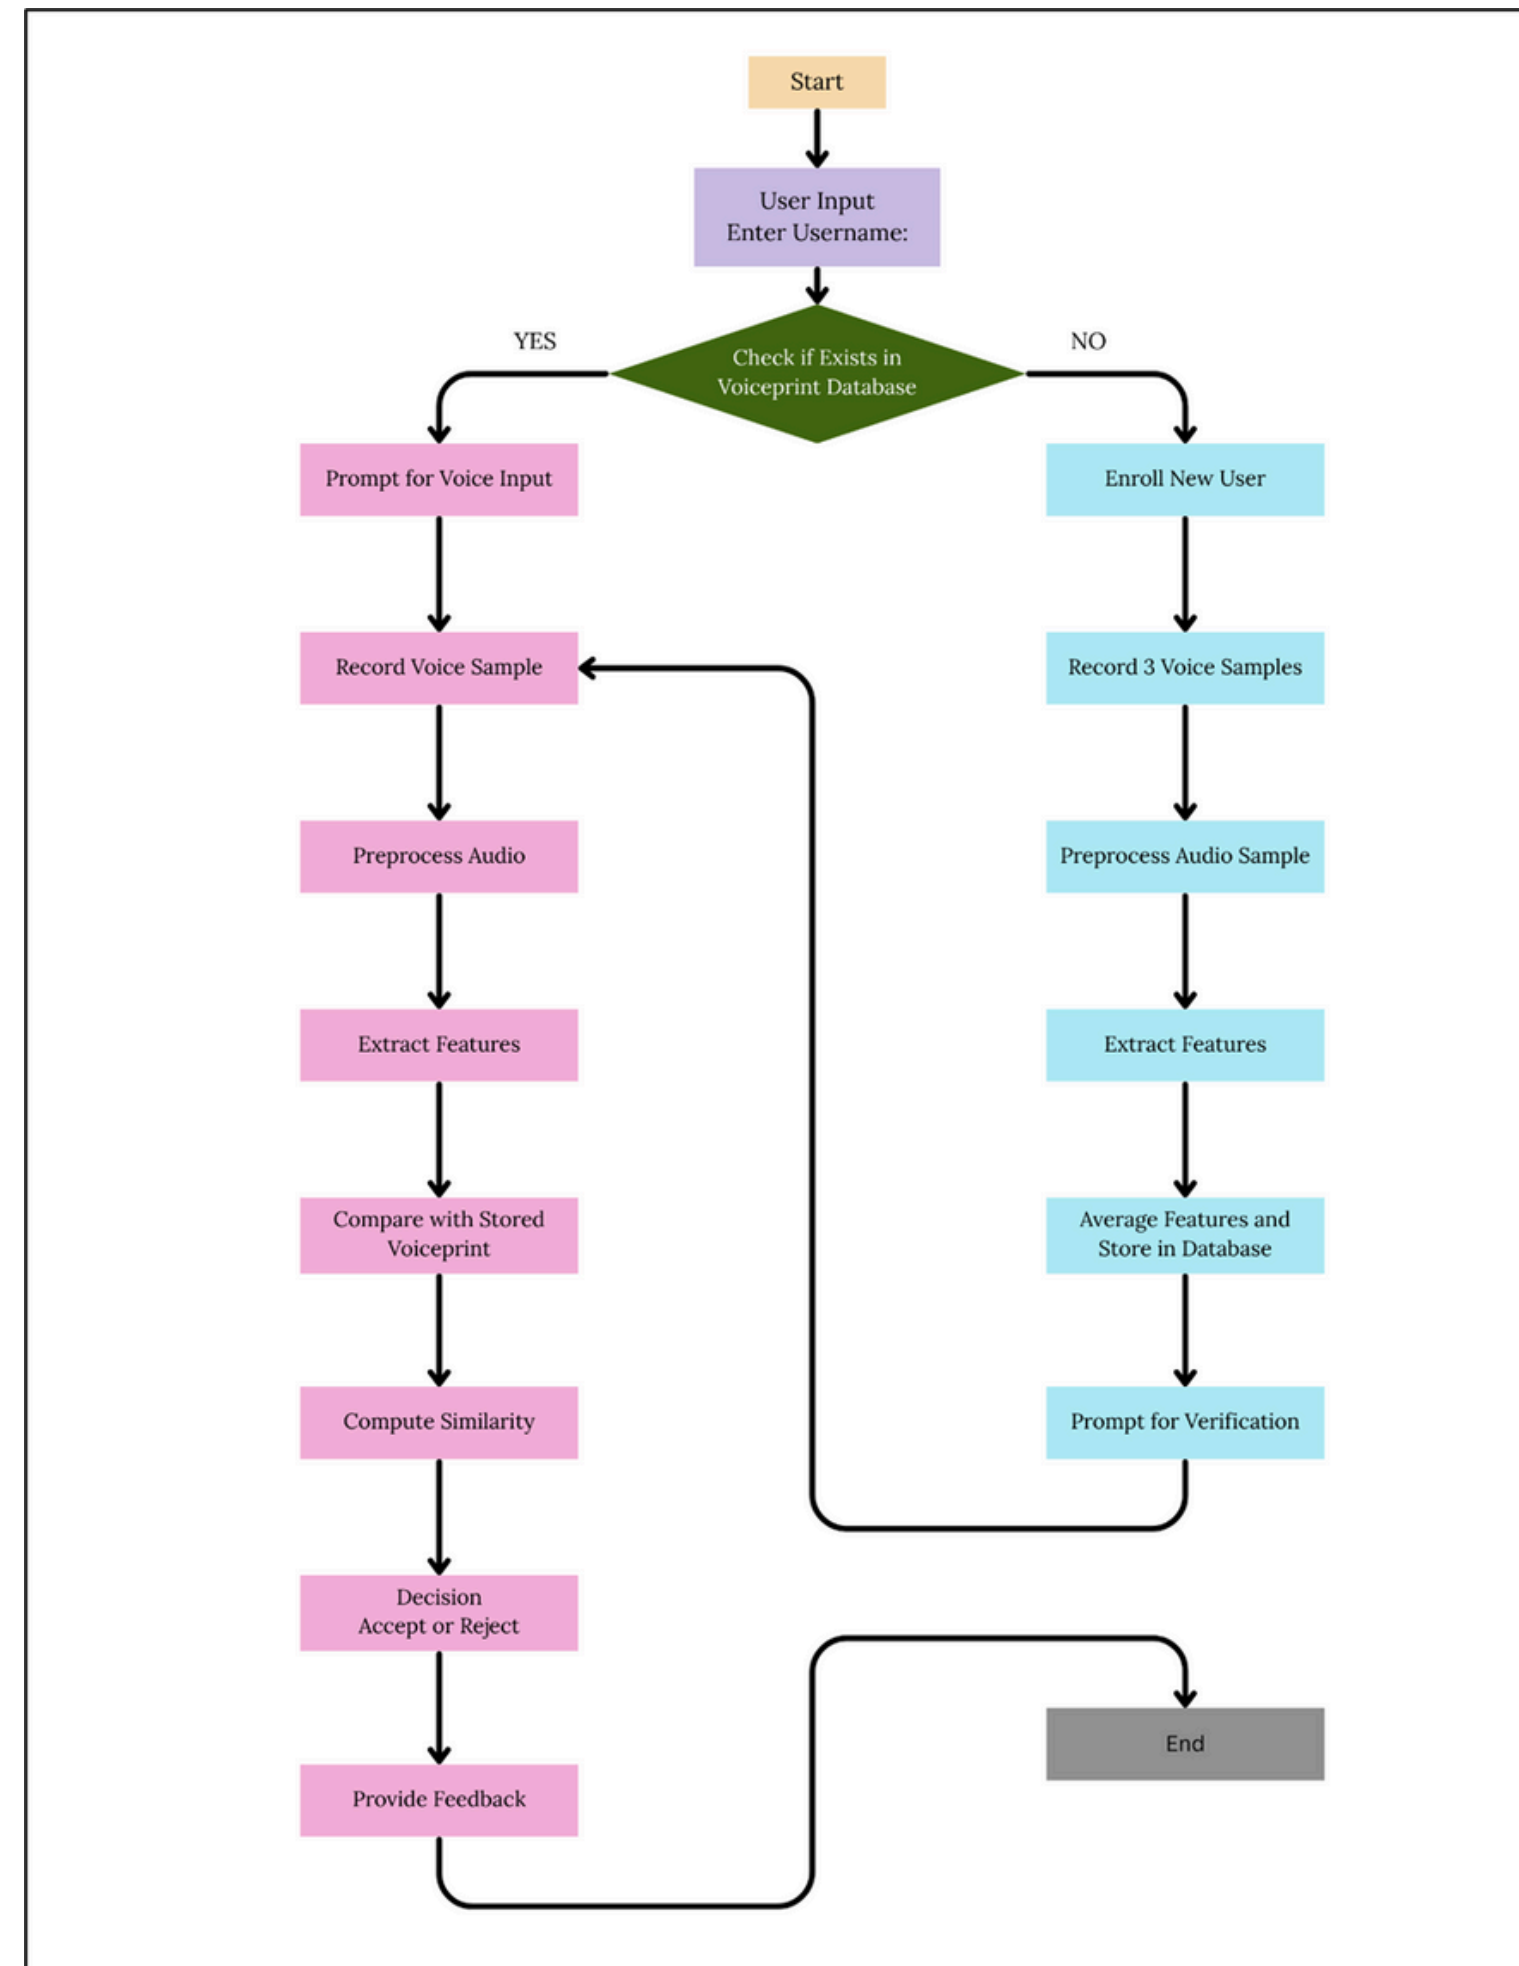 Start
User Input
Enter Username:
YES
NO
Check if Exists in
Voiceprint Database
Prompt for Voice Input
Enroll New User
Record Voice Sample
Record 3 Voice Samples
Preprocess Audio
Preprocess Audio Sample
Extract Features
Extract Features
Compare with Stored
Voiceprint
Average Features and
Store in Database
Compute Similarity
Prompt for Verification
Decision
Accept or Reject
End
Provide Feedback